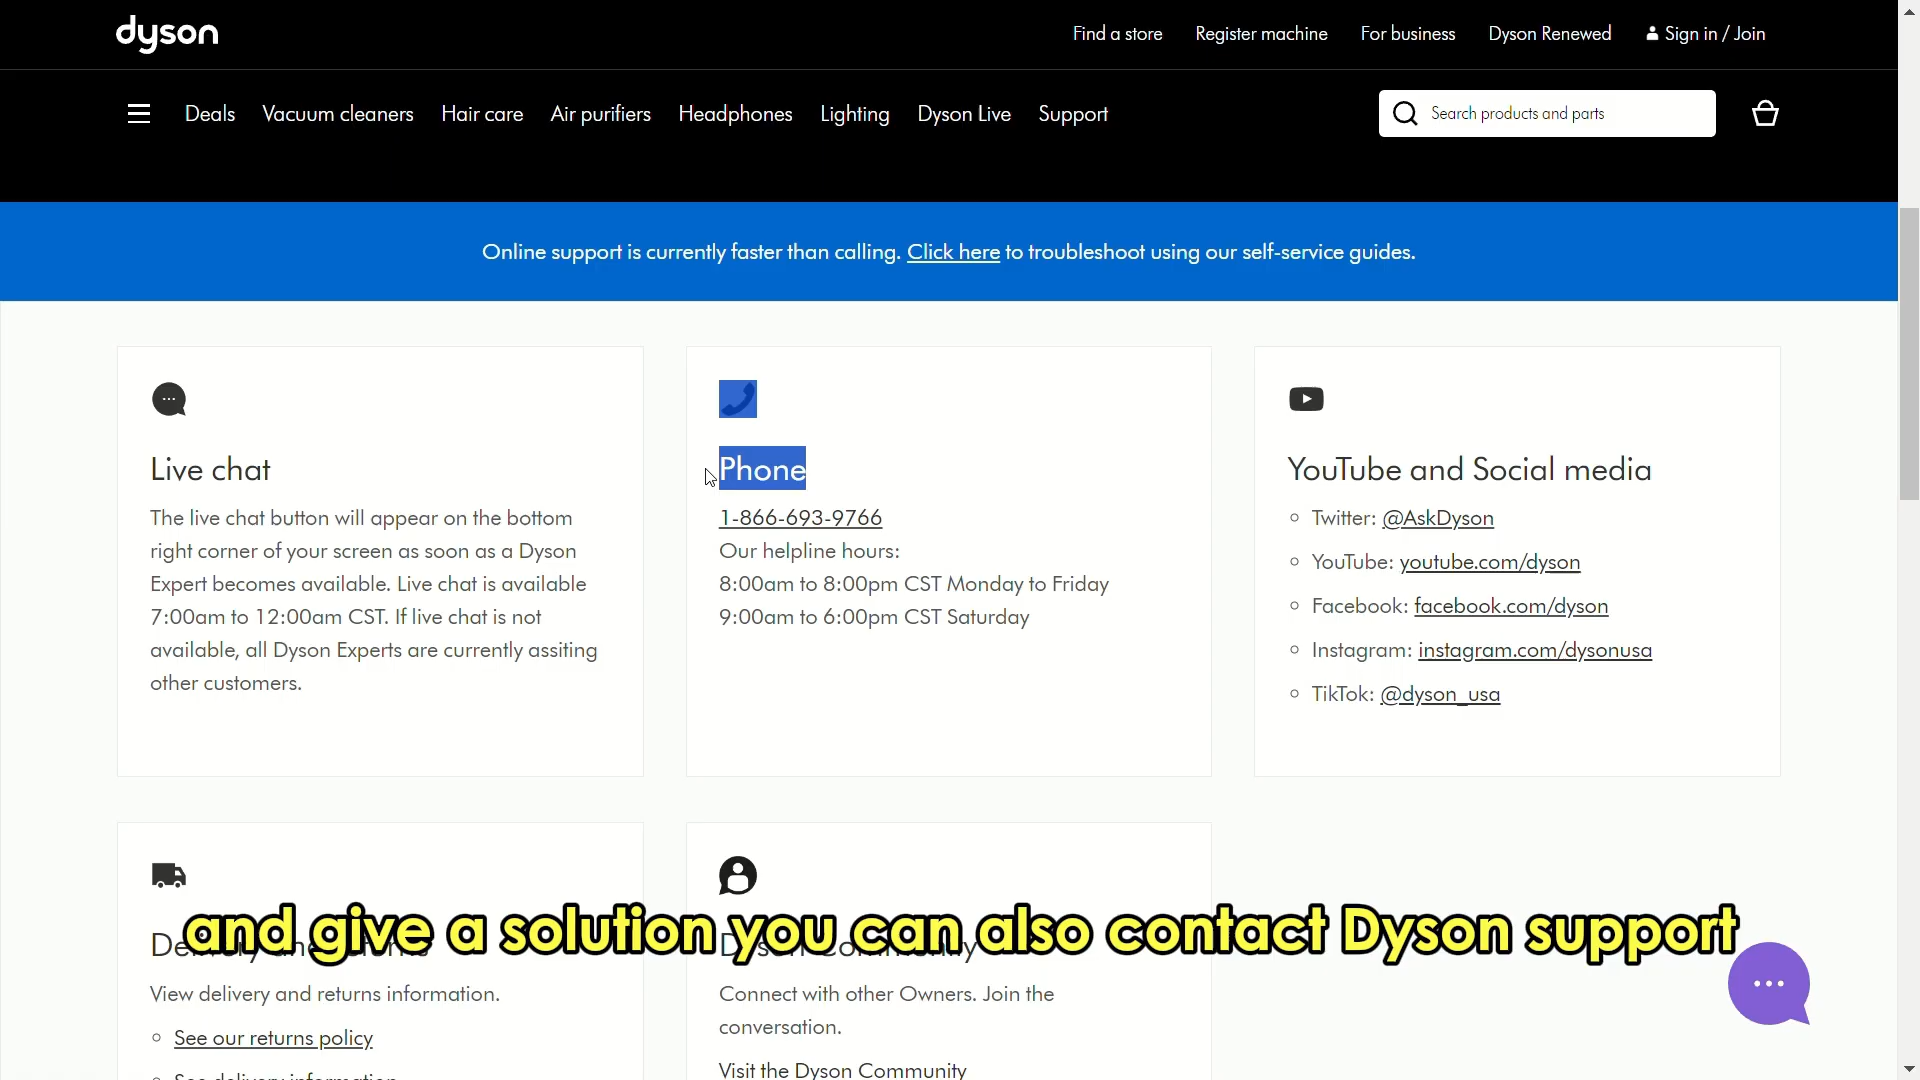 dyson
Find a store
Register machine
For business
Dyson Renewed
Sign in / Join
Deals
Vacuum cleaners
Hair care
Air purifiers
Headphones
Lighting
Dyson Live
Support
Search products and parts
Online support is currently faster than calling. Click here to troubleshoot using our self-service guides.
Live chat
The live chat button will appear on the bottom
right corner of your screen as soon as a Dyson
Expert becomes available. Live chat is available
7:00am to 12:00am CST. If live chat is not
available, all Dyson Experts are currently assiting
other customers.
Phone
1-866-693-9766
Our helpline hours:
8:00am to 8:00pm CST Monday to Friday
9:00am to 6:00pm CST Saturday
YouTube and Social media
Twitter: @AskDyson
YouTube: youtube.com/dyson
Facebook: facebook.com/dyson
Instagram: instagram.com/dysonusa
TikTok: @dyson_usa
and give a solution you can also contact Dyson support
Delivery and returns
View delivery and returns information.
See our returns policy
See delivery information
Dyson Community
Connect with other Owners. Join the
conversation.
Visit the Dyson Community